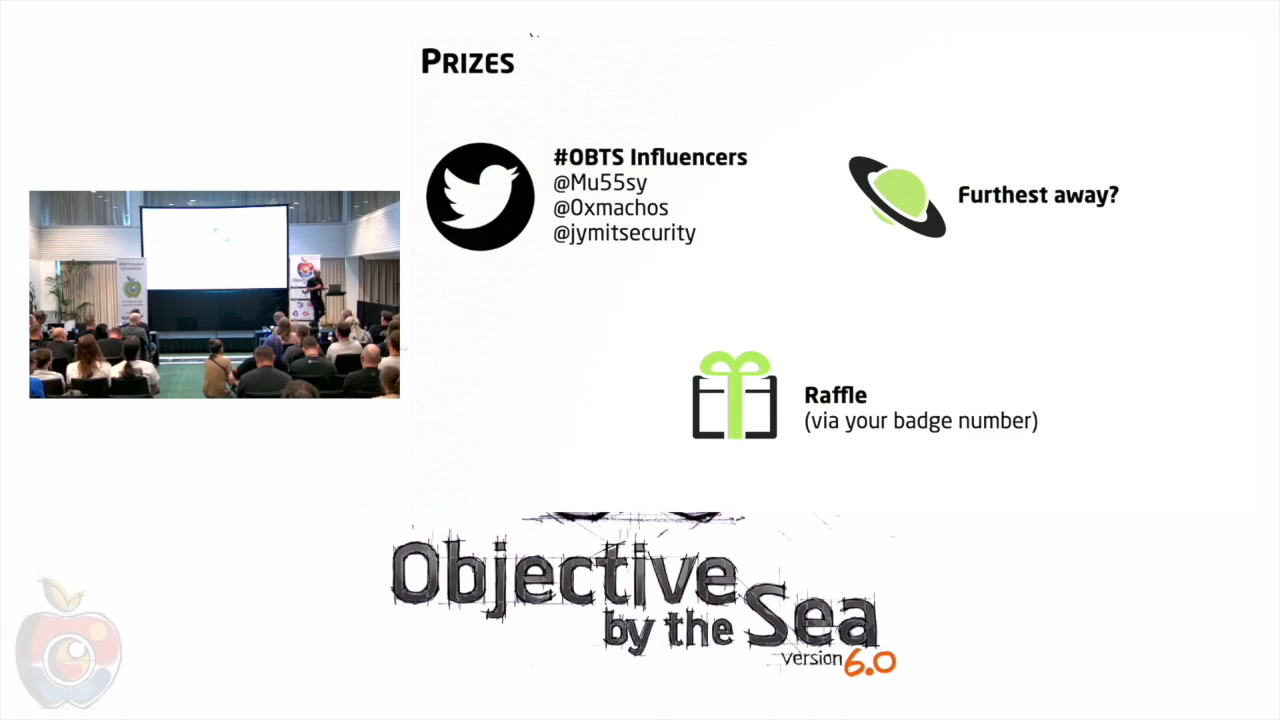 PRIZES
#OBTS Influencers
@Mu55sy
@0xmachos
@jymitsecurity
Furthest away?
Raffle
(via your badge number)
Objective
by the Sea
version 6.0